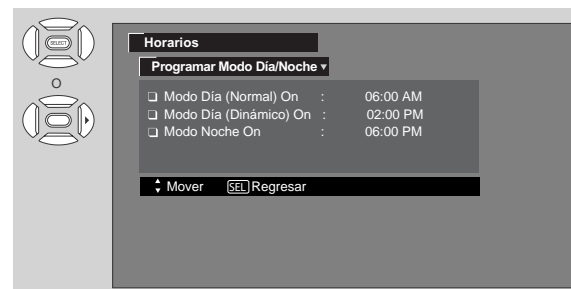 SELECT
O
Horarios
Programar Modo Día/Noche ▾
❑ Modo Día (Normal) On : 06:00 AM
❑ Modo Día (Dinámico) On : 02:00 PM
❑ Modo Noche On : 06:00 PM
Mover SEL Regresar